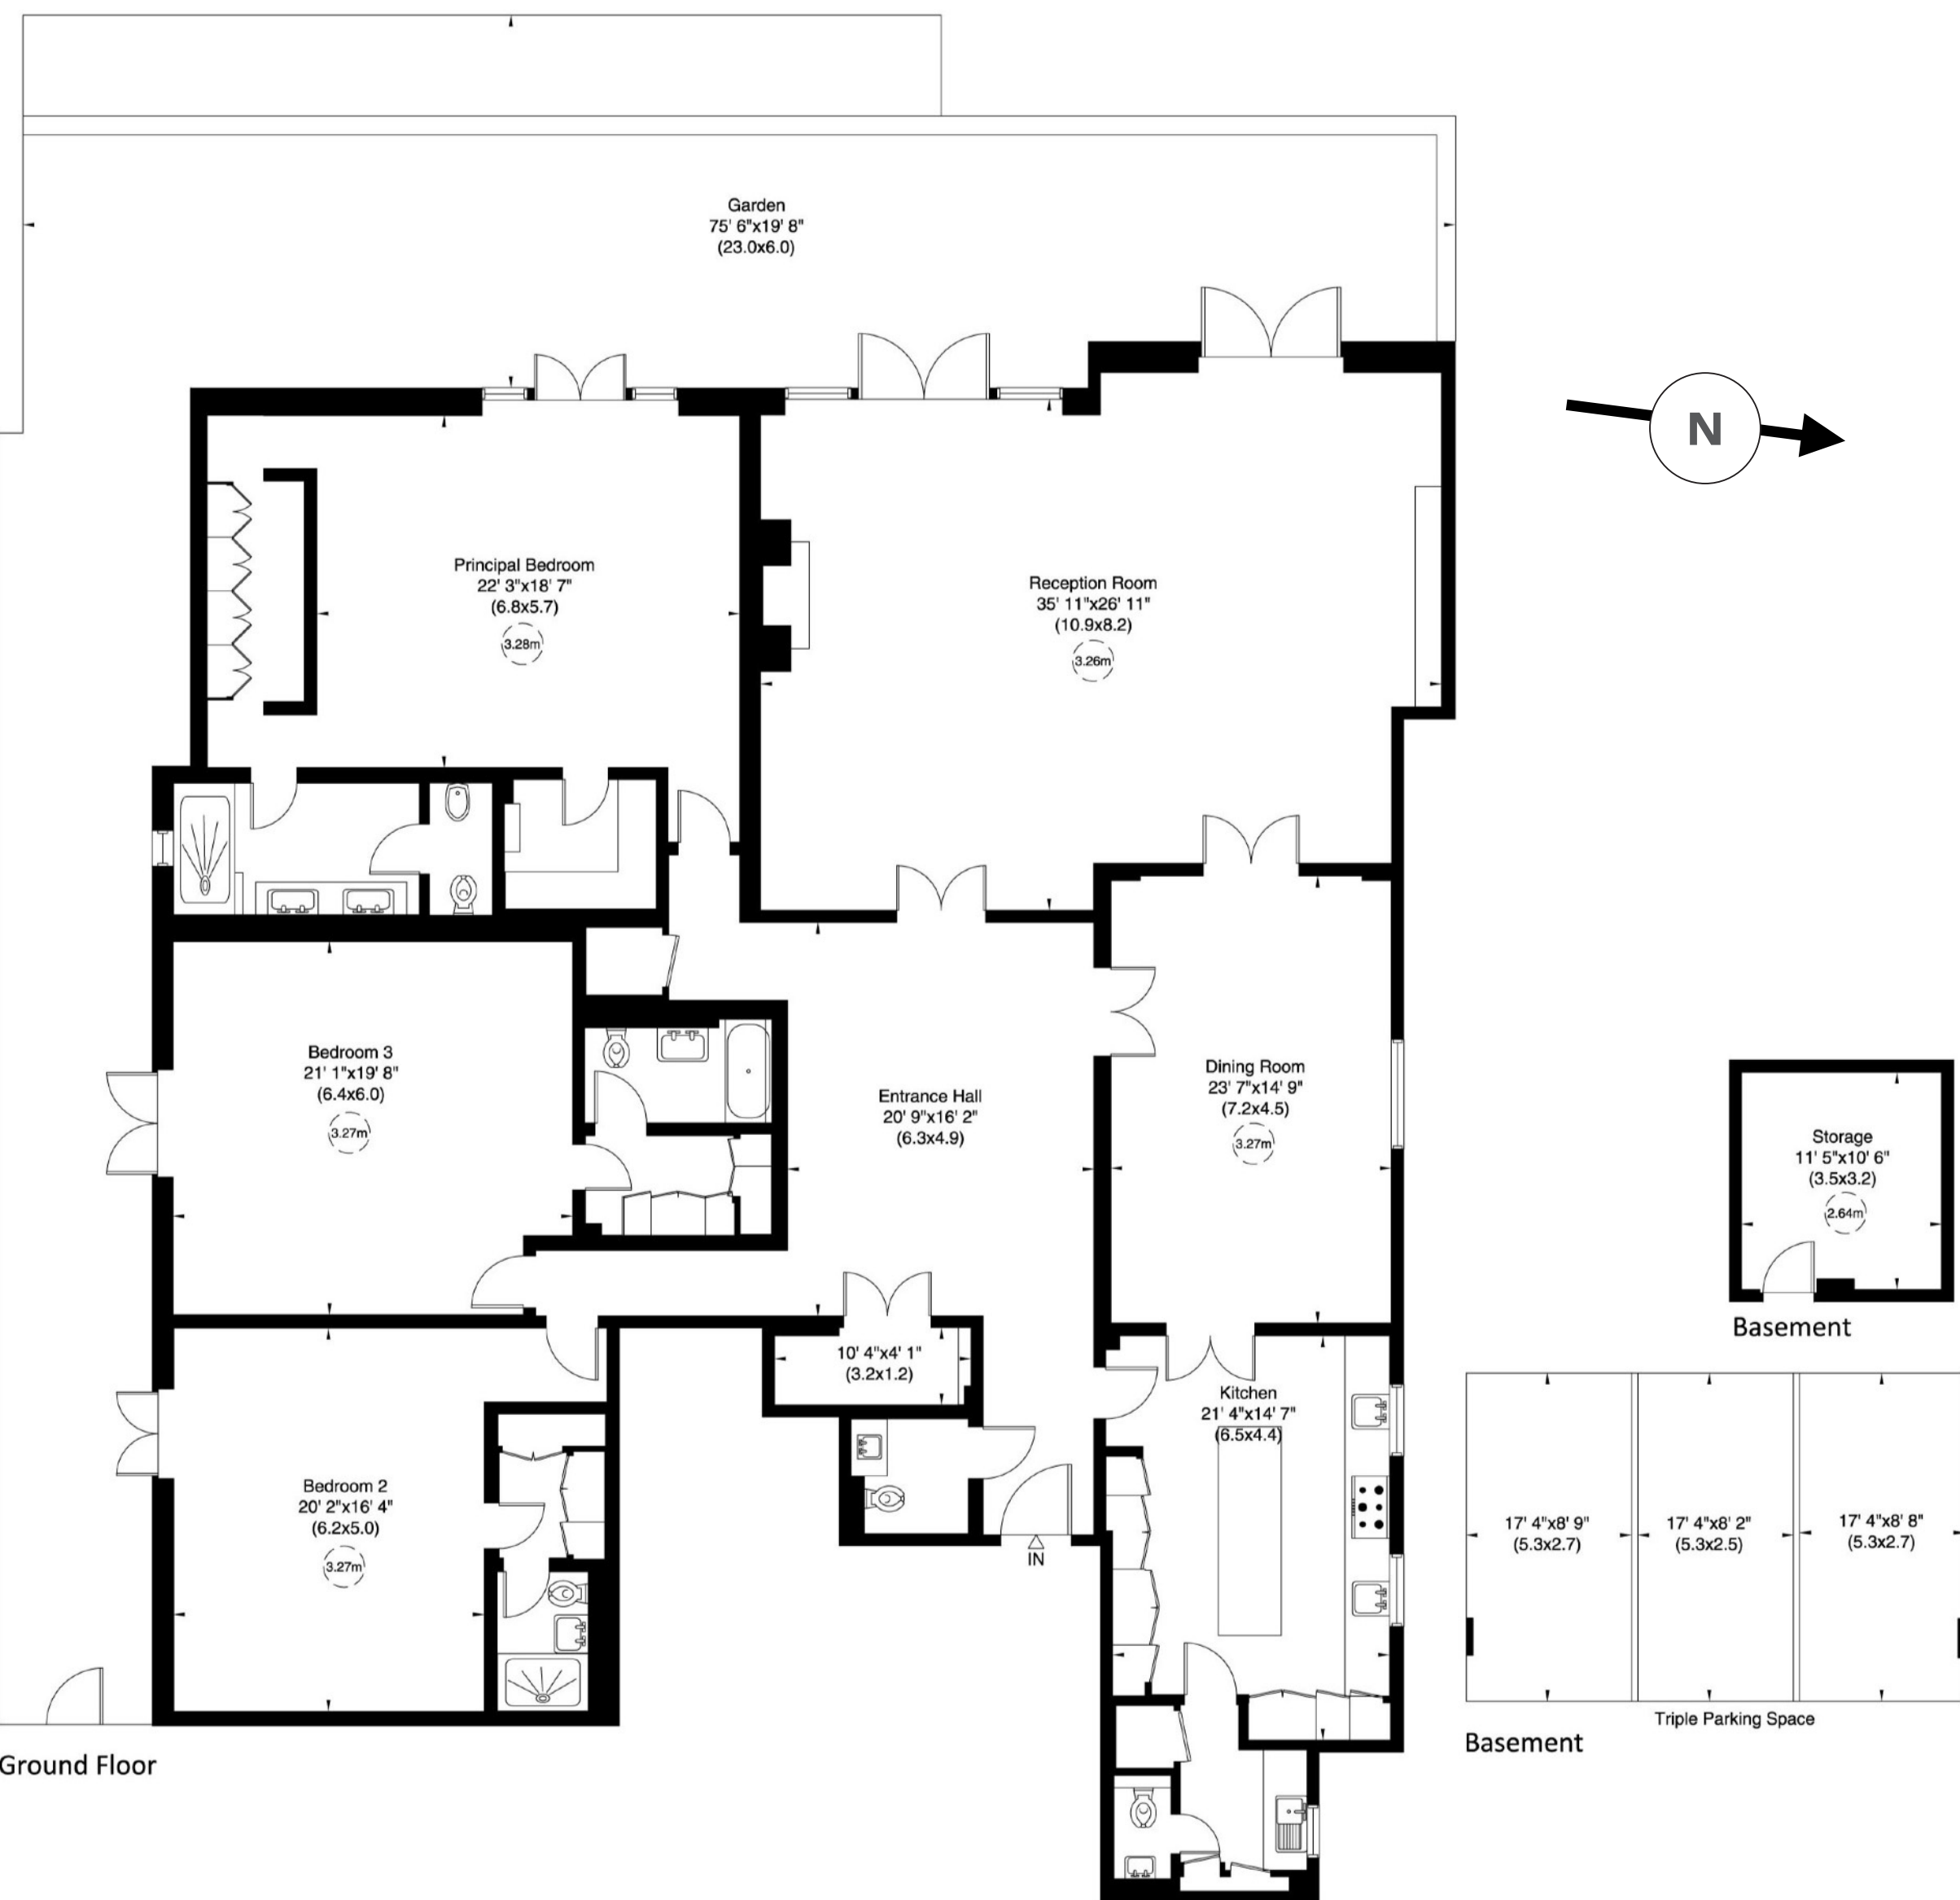 Garden
75' 6"x19' 8"
(23.0x6.0)
N
Principal Bedroom
22' 3"x18' 7"
(6.8x5.7)
3.28m
Reception Room
35' 11"x26' 11"
(10.9x8.2)
3.26m
Bedroom 3
21' 1"x19' 8"
(6.4x6.0)
3.27m
Entrance Hall
20' 9"x16' 2"
(6.3x4.9)
Dining Room
23' 7"x14' 9"
(7.2x4.5)
3.27m
Storage
11' 5"x10' 6"
(3.5x3.2)
2.64m
Basement
10' 4"x4' 1"
(3.2x1.2)
Kitchen
21' 4"x14' 7"
(6.5x4.4)
Bedroom 2
20' 2"x16' 4"
(6.2x5.0)
3.27m
IN
17' 4"x8' 9"
(5.3x2.7)
17' 4"x8' 2"
(5.3x2.5)
17' 4"x8' 8"
(5.3x2.7)
Triple Parking Space
Basement
Ground Floor